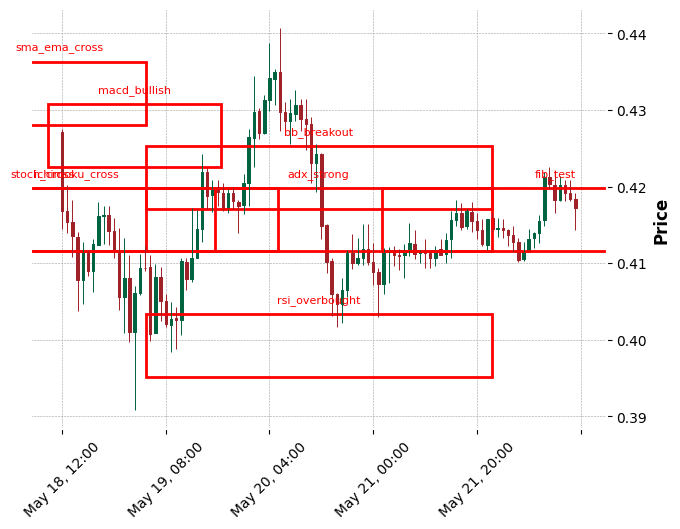 sma_ema_cross
macd_bullish
bb_breakout
adx_strong
fib_test
rsi_overbought
0.44
0.43
0.42
0.41
0.40
0.39
Price
May 18, 12:00
May 19, 08:00
May 20, 04:00
May 21, 00:00
May 21, 20:00